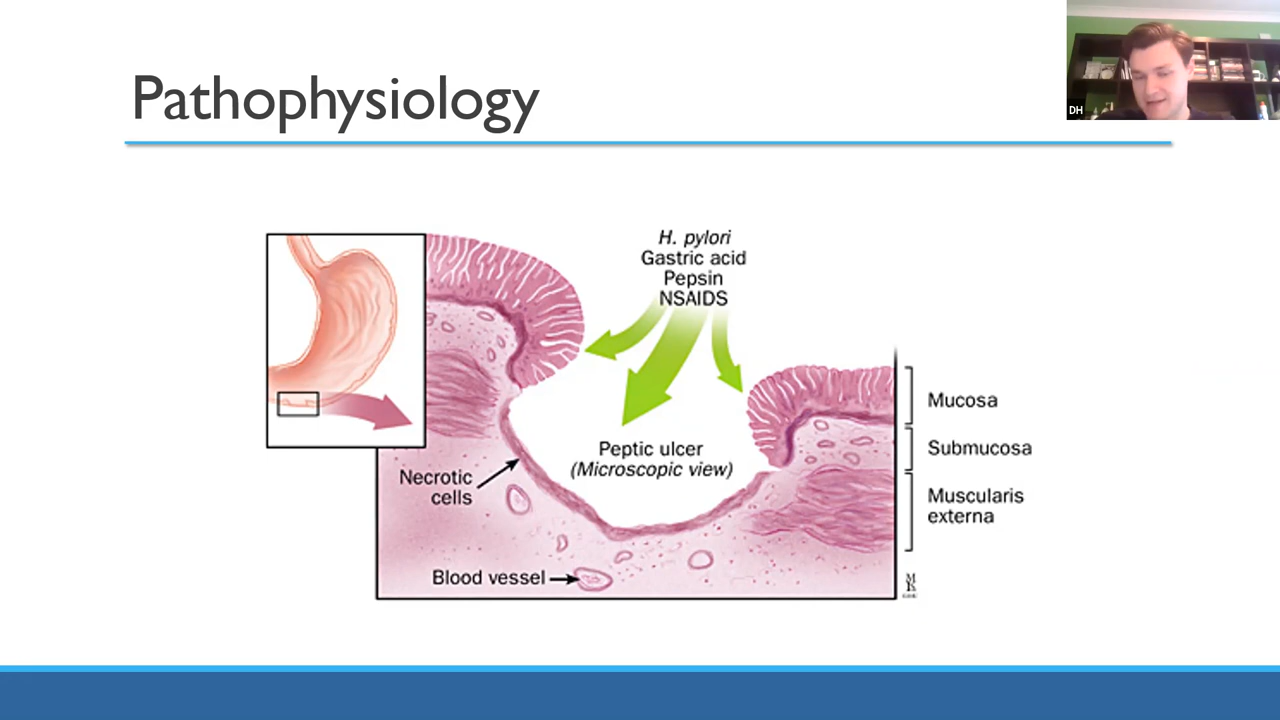 Pathophysiology
DH
H. pylori
Gastric acid
Pepsin
NSAIDS
Peptic ulcer
(Microscopic view)
Necrotic
cells
Blood vessel
Mucosa
Submucosa
Muscularis
externa